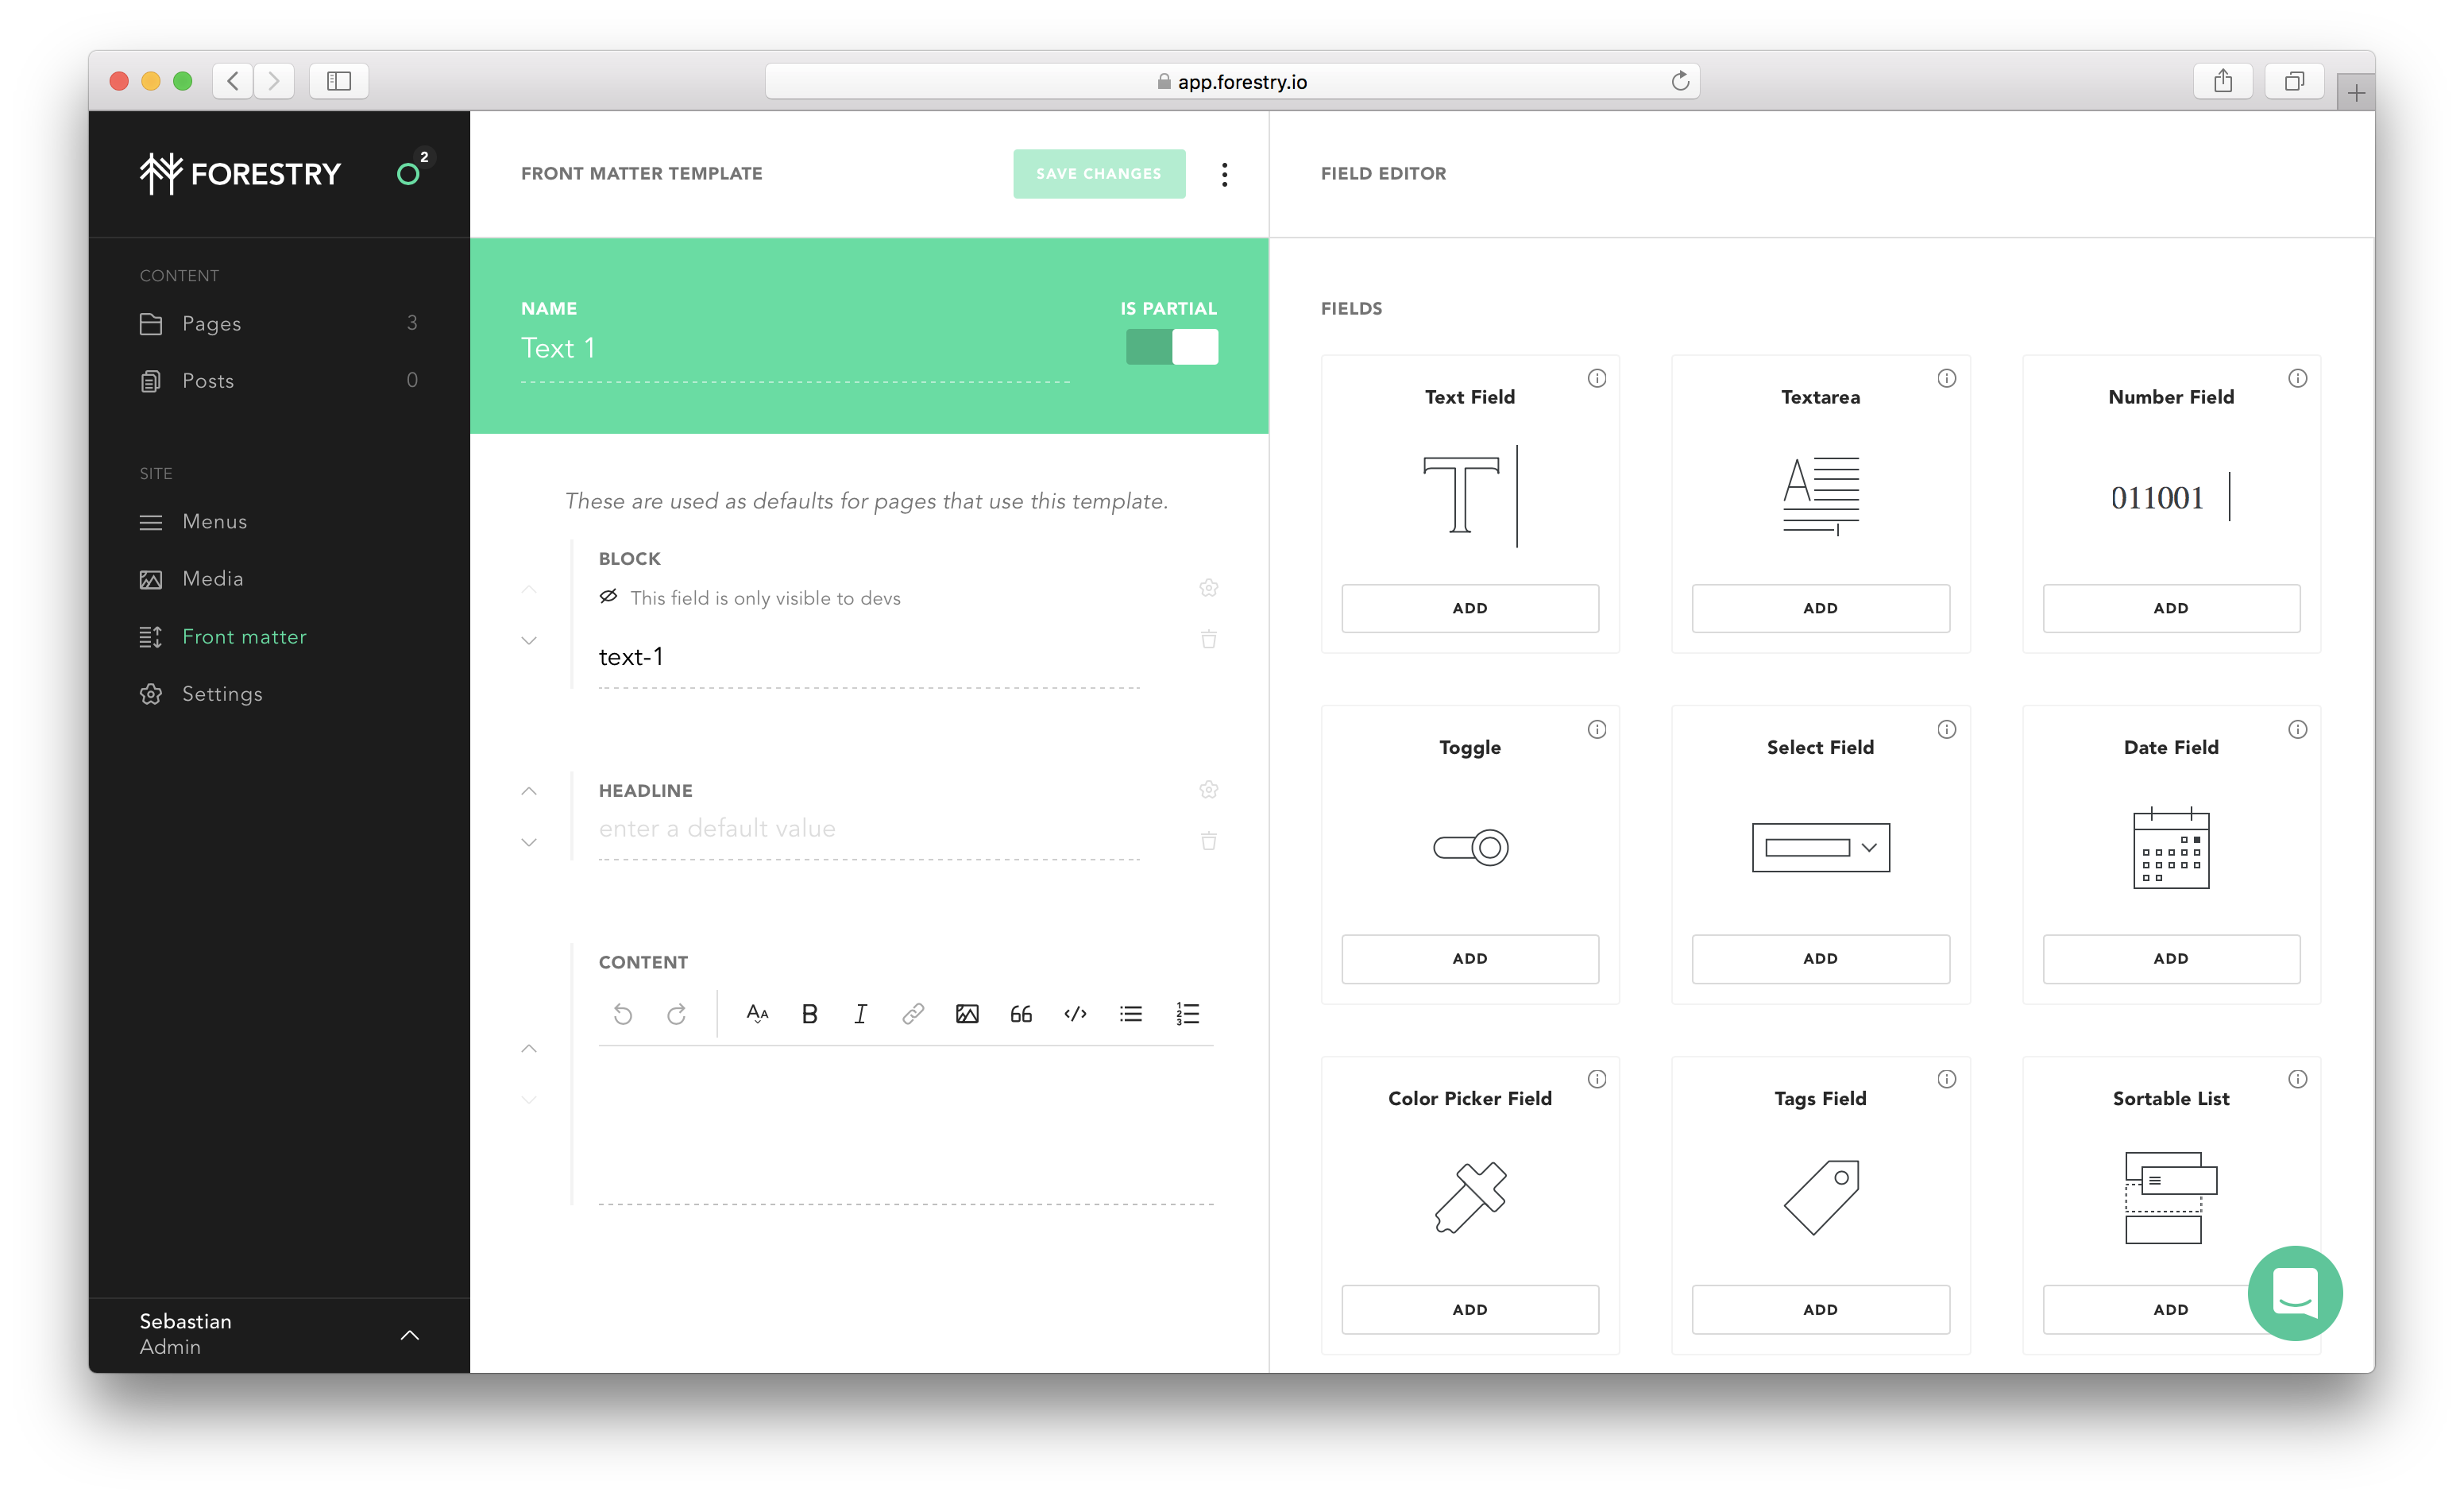 app.forestry.io
FORESTRY
2
CONTENT
Pages 3
Posts 0
SITE
Menus
Media
Front matter
Settings
Sebastian
Admin
FRONT MATTER TEMPLATE
SAVE CHANGES
NAME
Text 1
IS PARTIAL
These are used as defaults for pages that use this template.
BLOCK
This field is only visible to devs
text-1
HEADLINE
enter a default value
CONTENT
FIELD EDITOR
FIELDS
Text Field
ADD
Textarea
ADD
Number Field
011001
ADD
Toggle
ADD
Select Field
ADD
Date Field
ADD
Color Picker Field
ADD
Tags Field
ADD
Sortable List
ADD